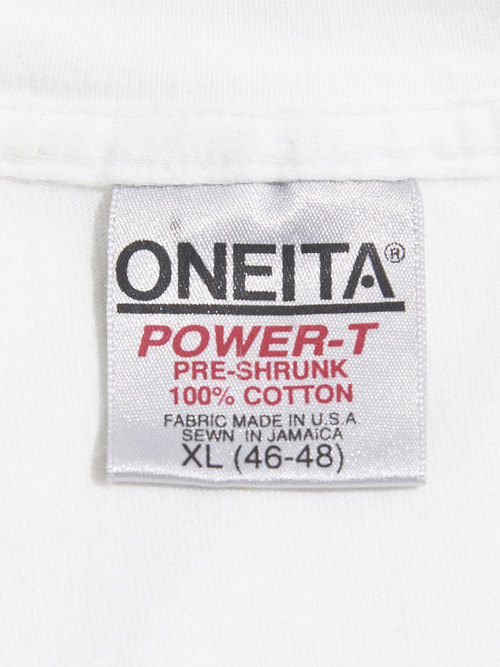 ONEITA®
POWER-T
PRE-SHRUNK
100% COTTON
FABRIC MADE IN U.S.A
SEWN IN JAMAICA
XL (46-48)